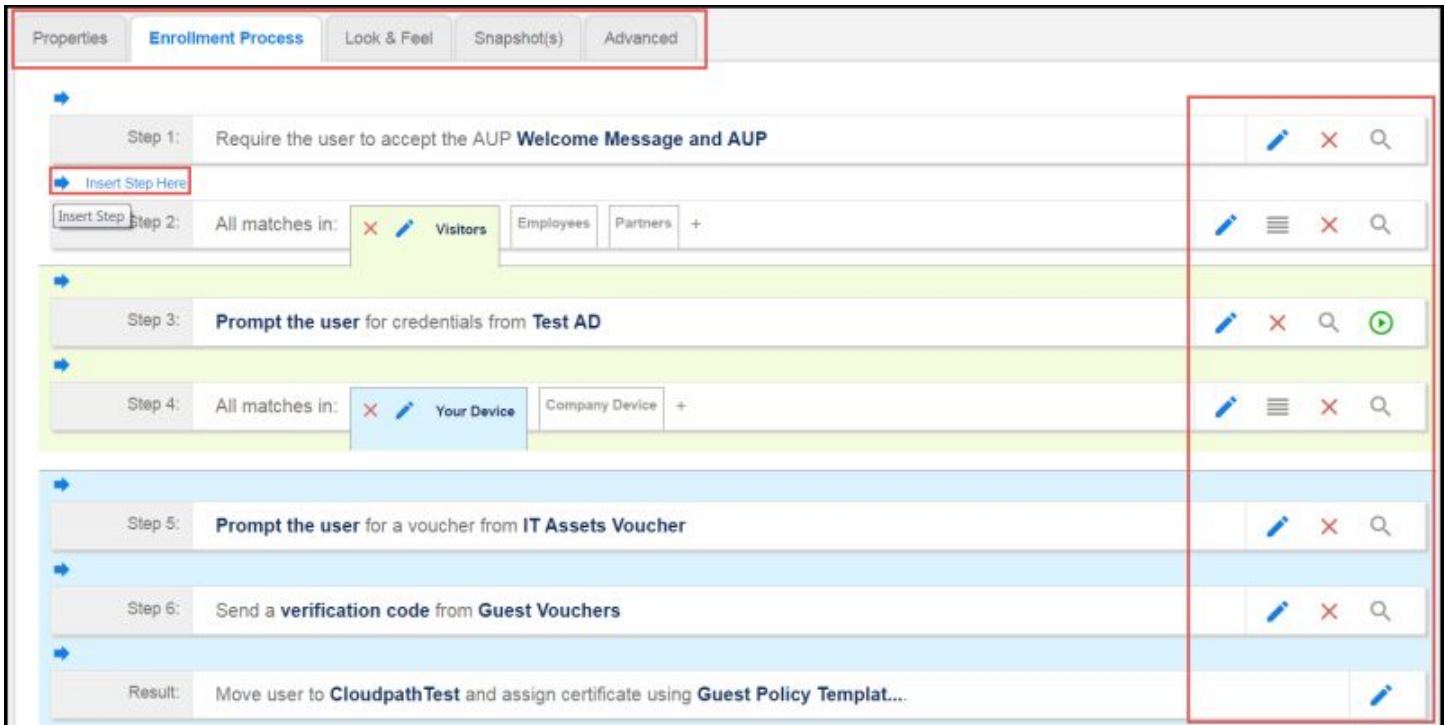 Properties Enrollment Process Look & Feel Snapshot(s) Advanced
Step 1: Require the user to accept the AUP Welcome Message and AUP
Insert Step Here
Insert Step
Step 2: All matches in: Visitors Employees Partners +
Step 3: Prompt the user for credentials from Test AD
Step 4: All matches in: Your Device Company Device +
Step 5: Prompt the user for a voucher from IT Assets Voucher
Step 6: Send a verification code from Guest Vouchers
Result: Move user to CloudpathTest and assign certificate using Guest Policy Templat....